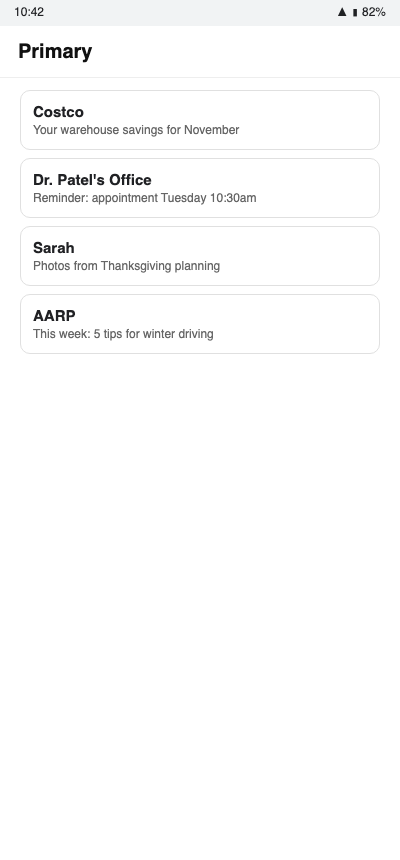 10:42 82%
Primary
Costco
Your warehouse savings for November
Dr. Patel's Office
Reminder: appointment Tuesday 10:30am
Sarah
Photos from Thanksgiving planning
AARP
This week: 5 tips for winter driving